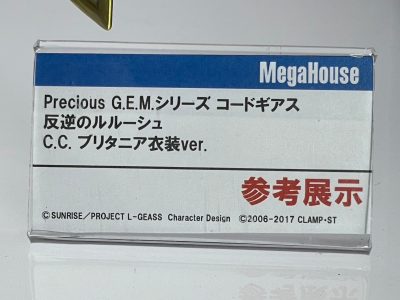 MegaHouse
Precious G.E.M.シリーズ コードギアス
反逆のルルーシュ
C.C. ブリタニア衣装ver.
参考展示
©SUNRISE／PROJECT L-GEASS Character Design ©2006-2017 CLAMP・ST